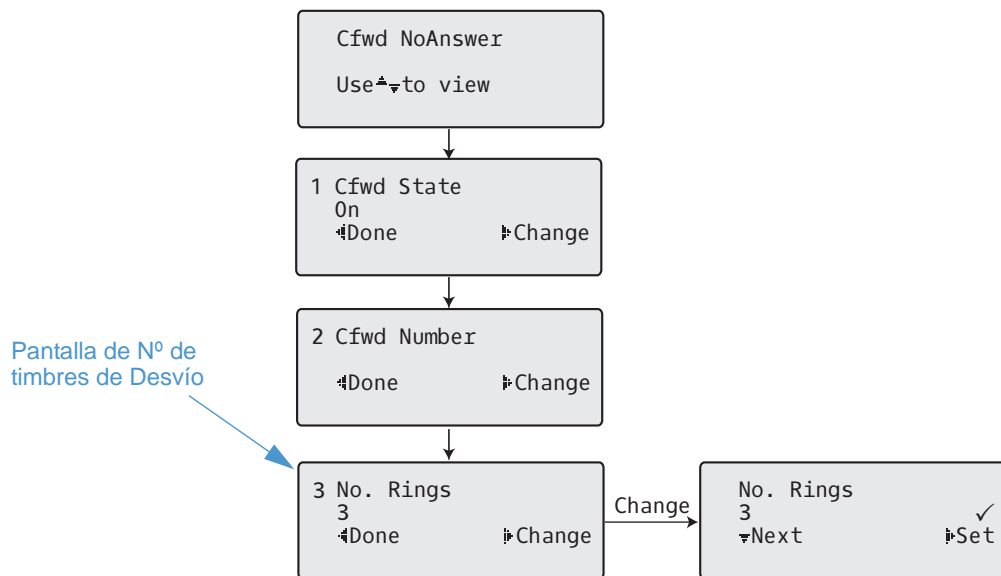 Cfwd NoAnswer
Use to view
1 Cfwd State
On
Done Change
2 Cfwd Number
Done Change
Pantalla de Nº de
timbres de Desvío
3 No. Rings
3
Done Change
Change
No. Rings
3 ✓
Next Set